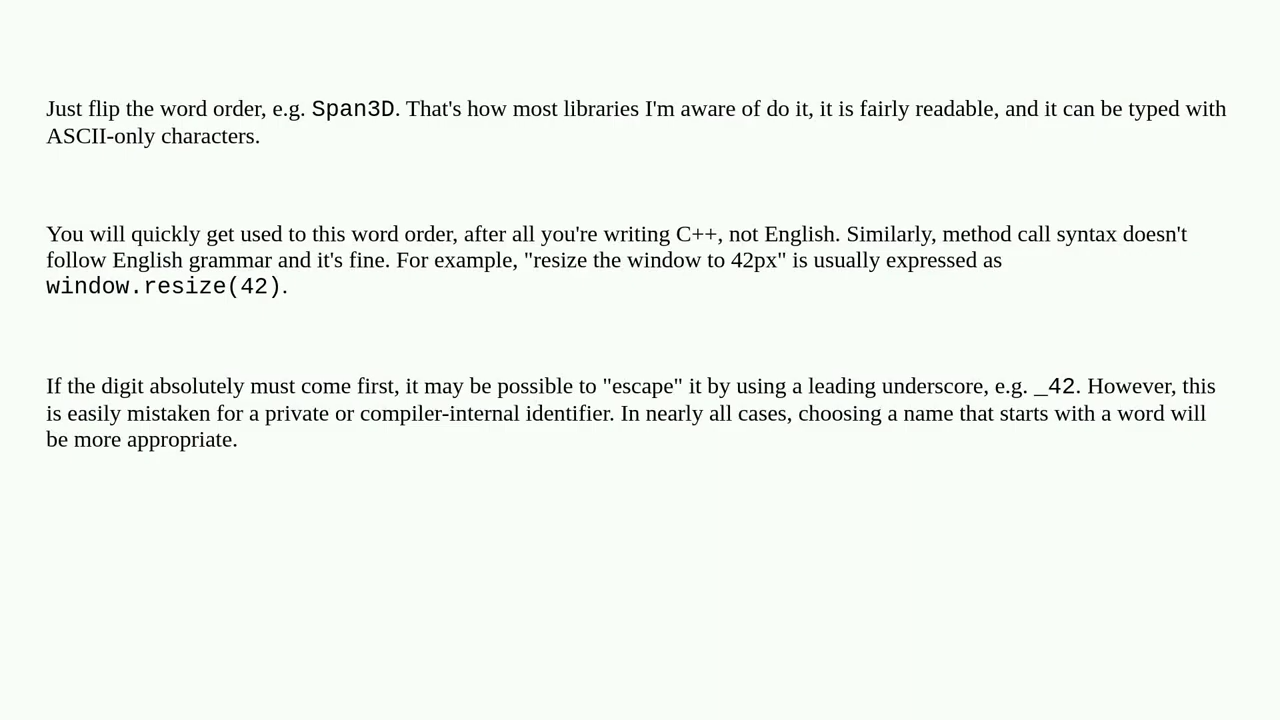 Just flip the word order, e.g. Span3D. That's how most libraries I'm aware of do it, it is fairly readable, and it can be typed with
ASCII-only characters.
You will quickly get used to this word order, after all you're writing C++, not English. Similarly, method call syntax doesn't
follow English grammar and it's fine. For example, "resize the window to 42px" is usually expressed as
window.resize(42).
If the digit absolutely must come first, it may be possible to "escape" it by using a leading underscore, e.g. _42. However, this
is easily mistaken for a private or compiler-internal identifier. In nearly all cases, choosing a name that starts with a word will
be more appropriate.